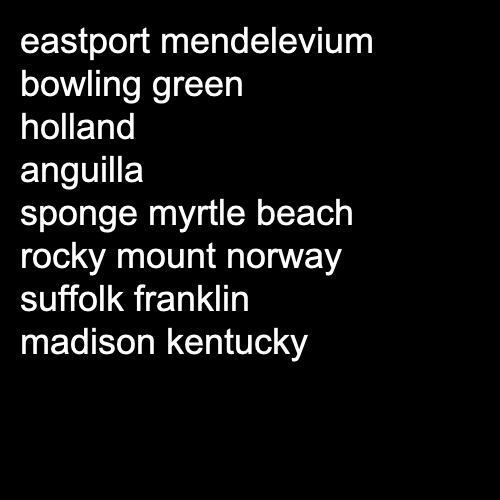 eastport mendelevium
bowling green
holland
anguilla
sponge myrtle beach
rocky mount norway
suffolk franklin
madison kentucky